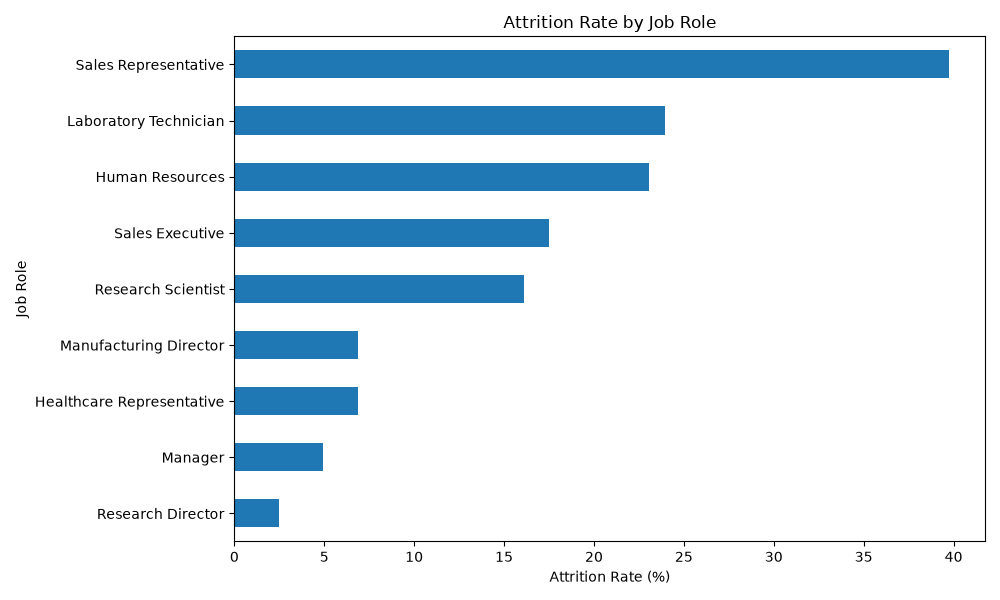 Attrition Rate by Job Role
Sales Representative
Laboratory Technician
Human Resources
Sales Executive
Research Scientist
Manufacturing Director
Healthcare Representative
Manager
Research Director
Job Role
0 5 10 15 20 25 30 35 40
Attrition Rate (%)